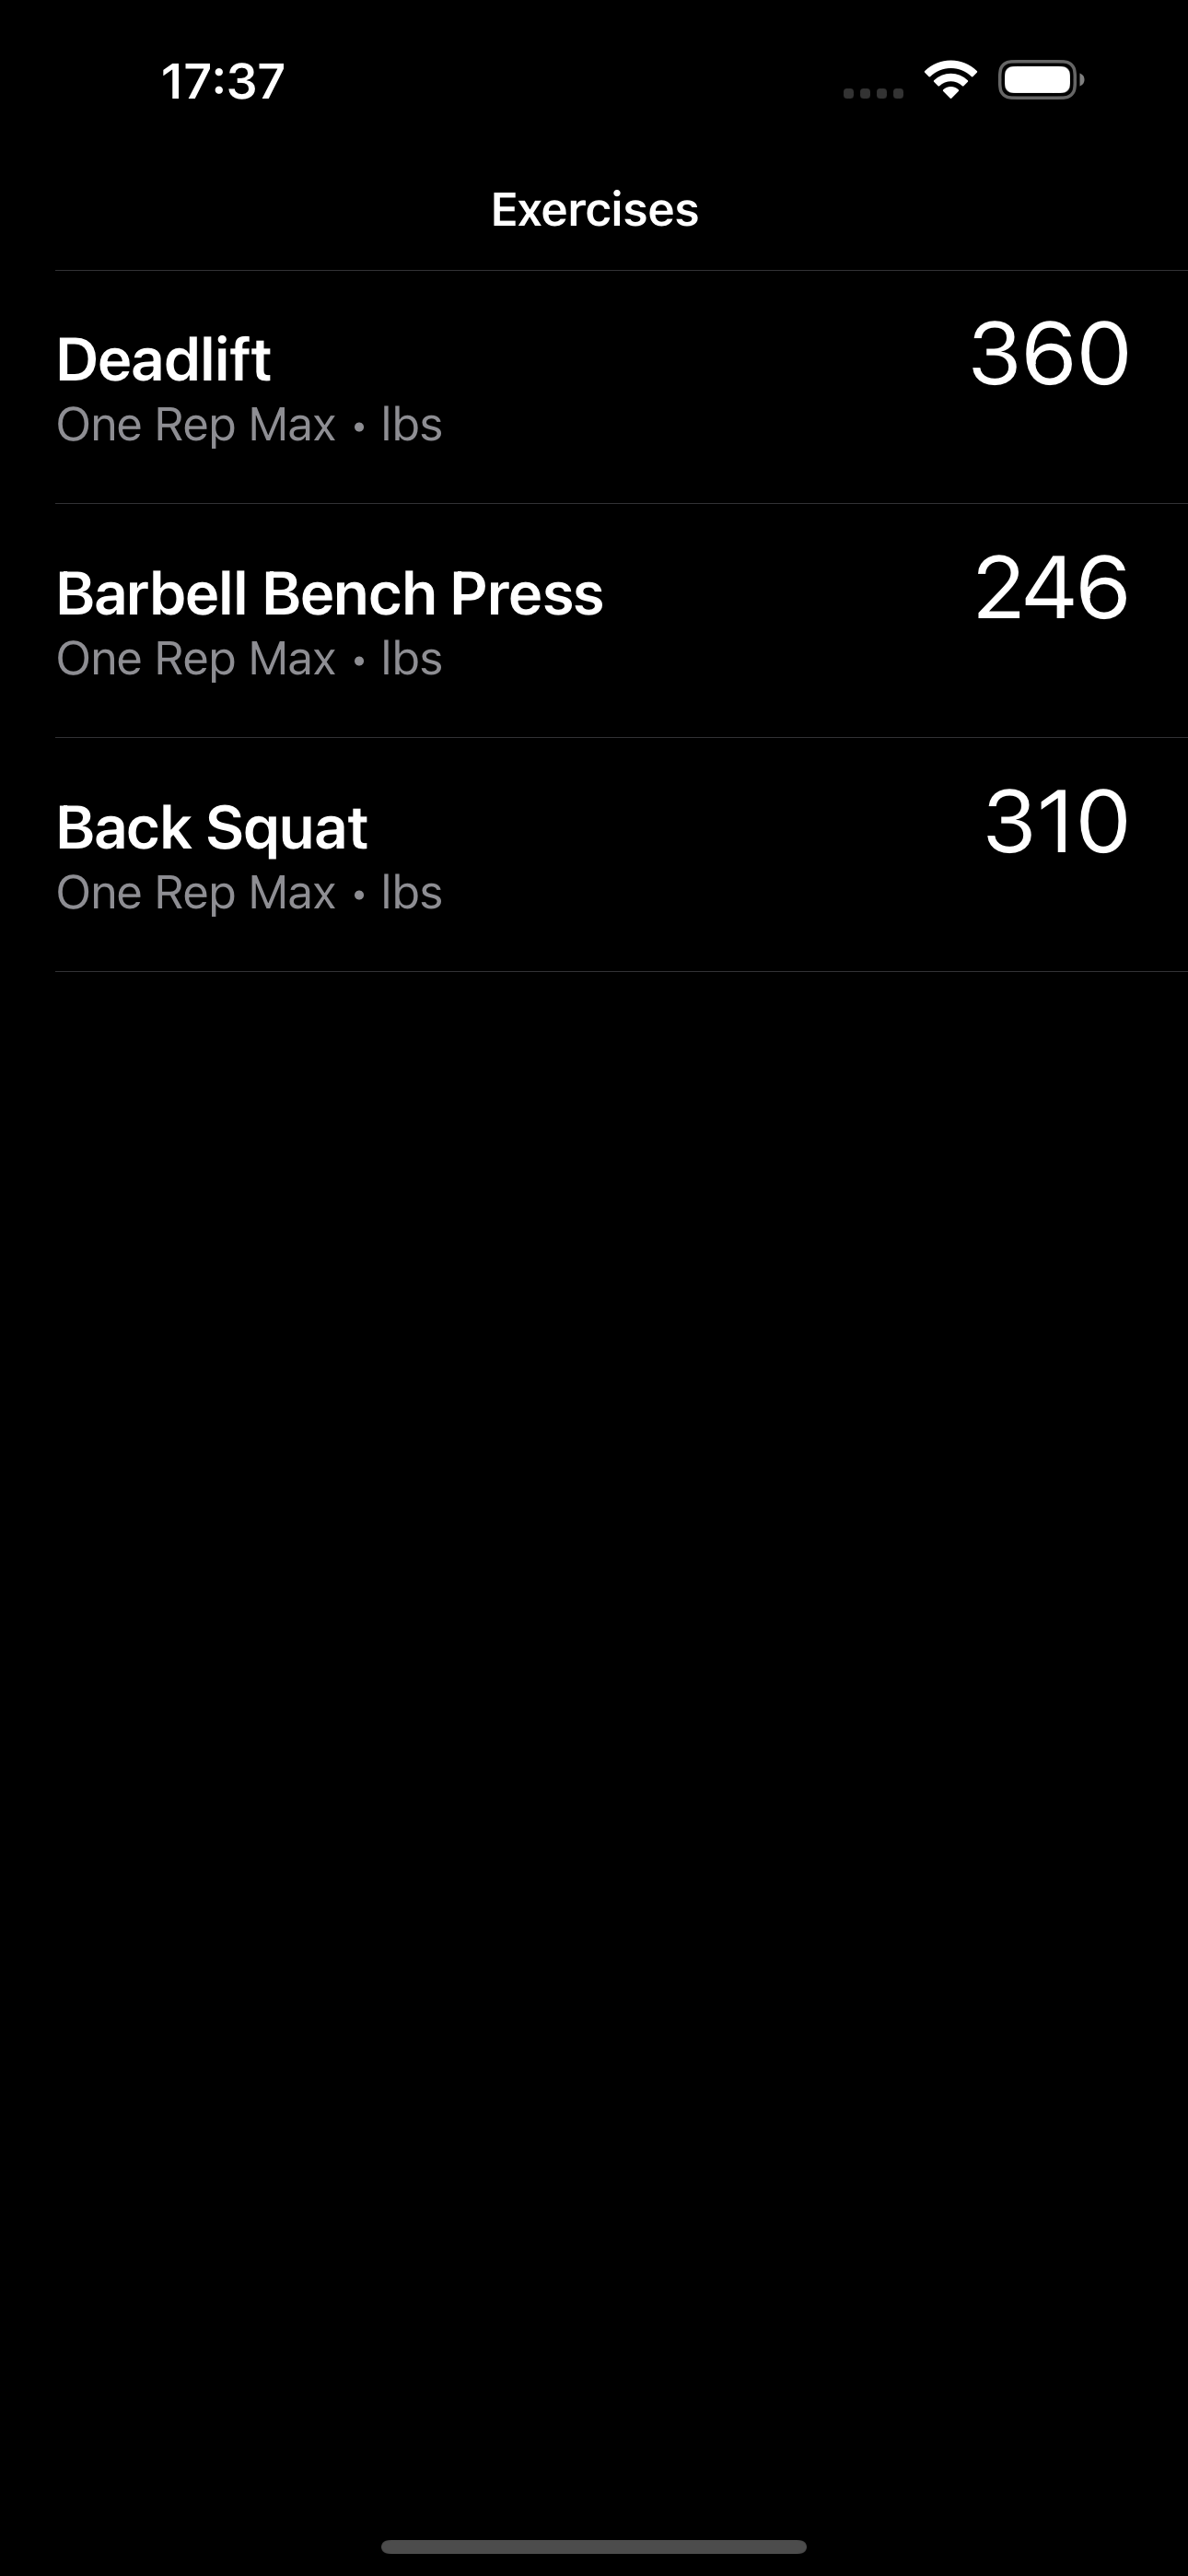 17:37
Exercises
Deadlift
360
One Rep Max • lbs
Barbell Bench Press
246
One Rep Max • lbs
Back Squat
310
One Rep Max • lbs